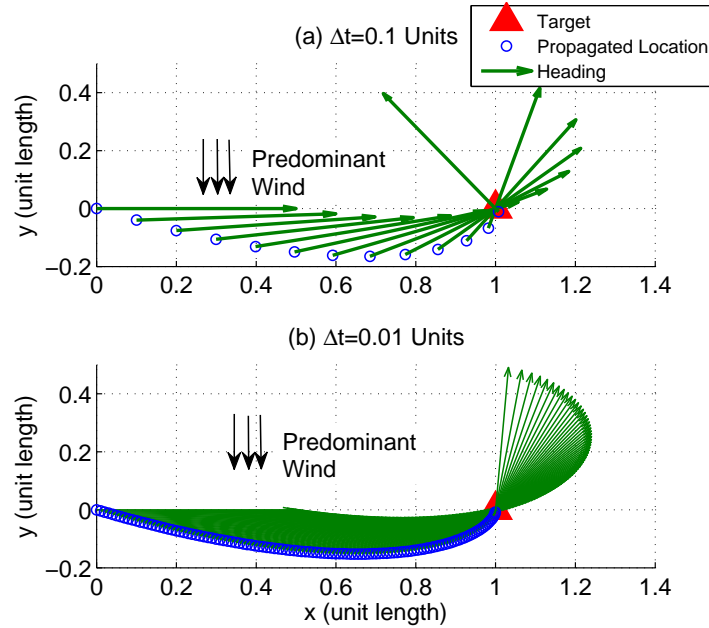 (a) Δt=0.1 Units
Target
Propagated Location
Heading
0.4
0.2
0
−0.2
y (unit length)
Predominant
Wind
0 0.2 0.4 0.6 0.8 1 1.2 1.4
(b) Δt=0.01 Units
0.4
0.2
0
−0.2
y (unit length)
Predominant
Wind
0 0.2 0.4 0.6 0.8 1 1.2 1.4
x (unit length)